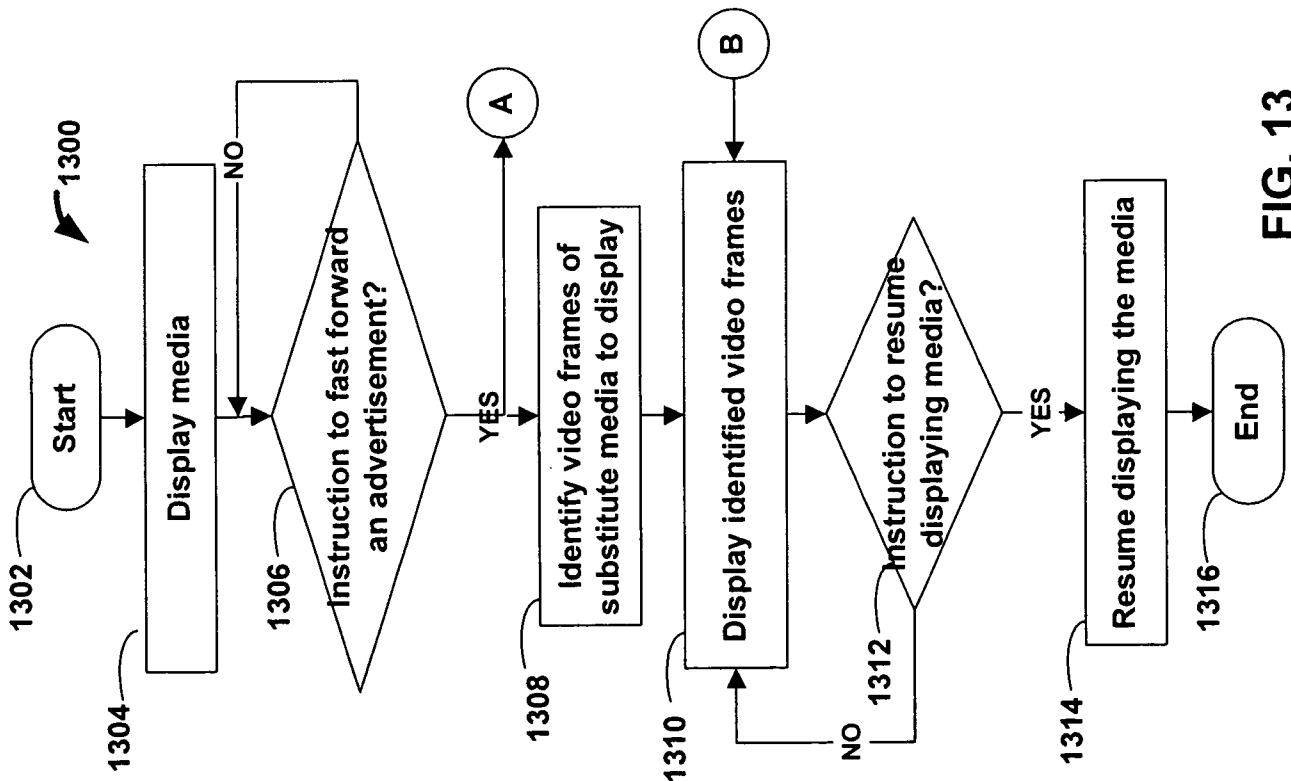 1300
1302
Start
1304
Display media
NO
1306
Instruction to fast forward
an advertisement?
YES
A
1308
Identify video frames of
substitute media to display
1310
Display identified video frames
B
1312
Instruction to resume
displaying media?
NO
YES
1314
Resume displaying the media
1316
End
FIG. 13